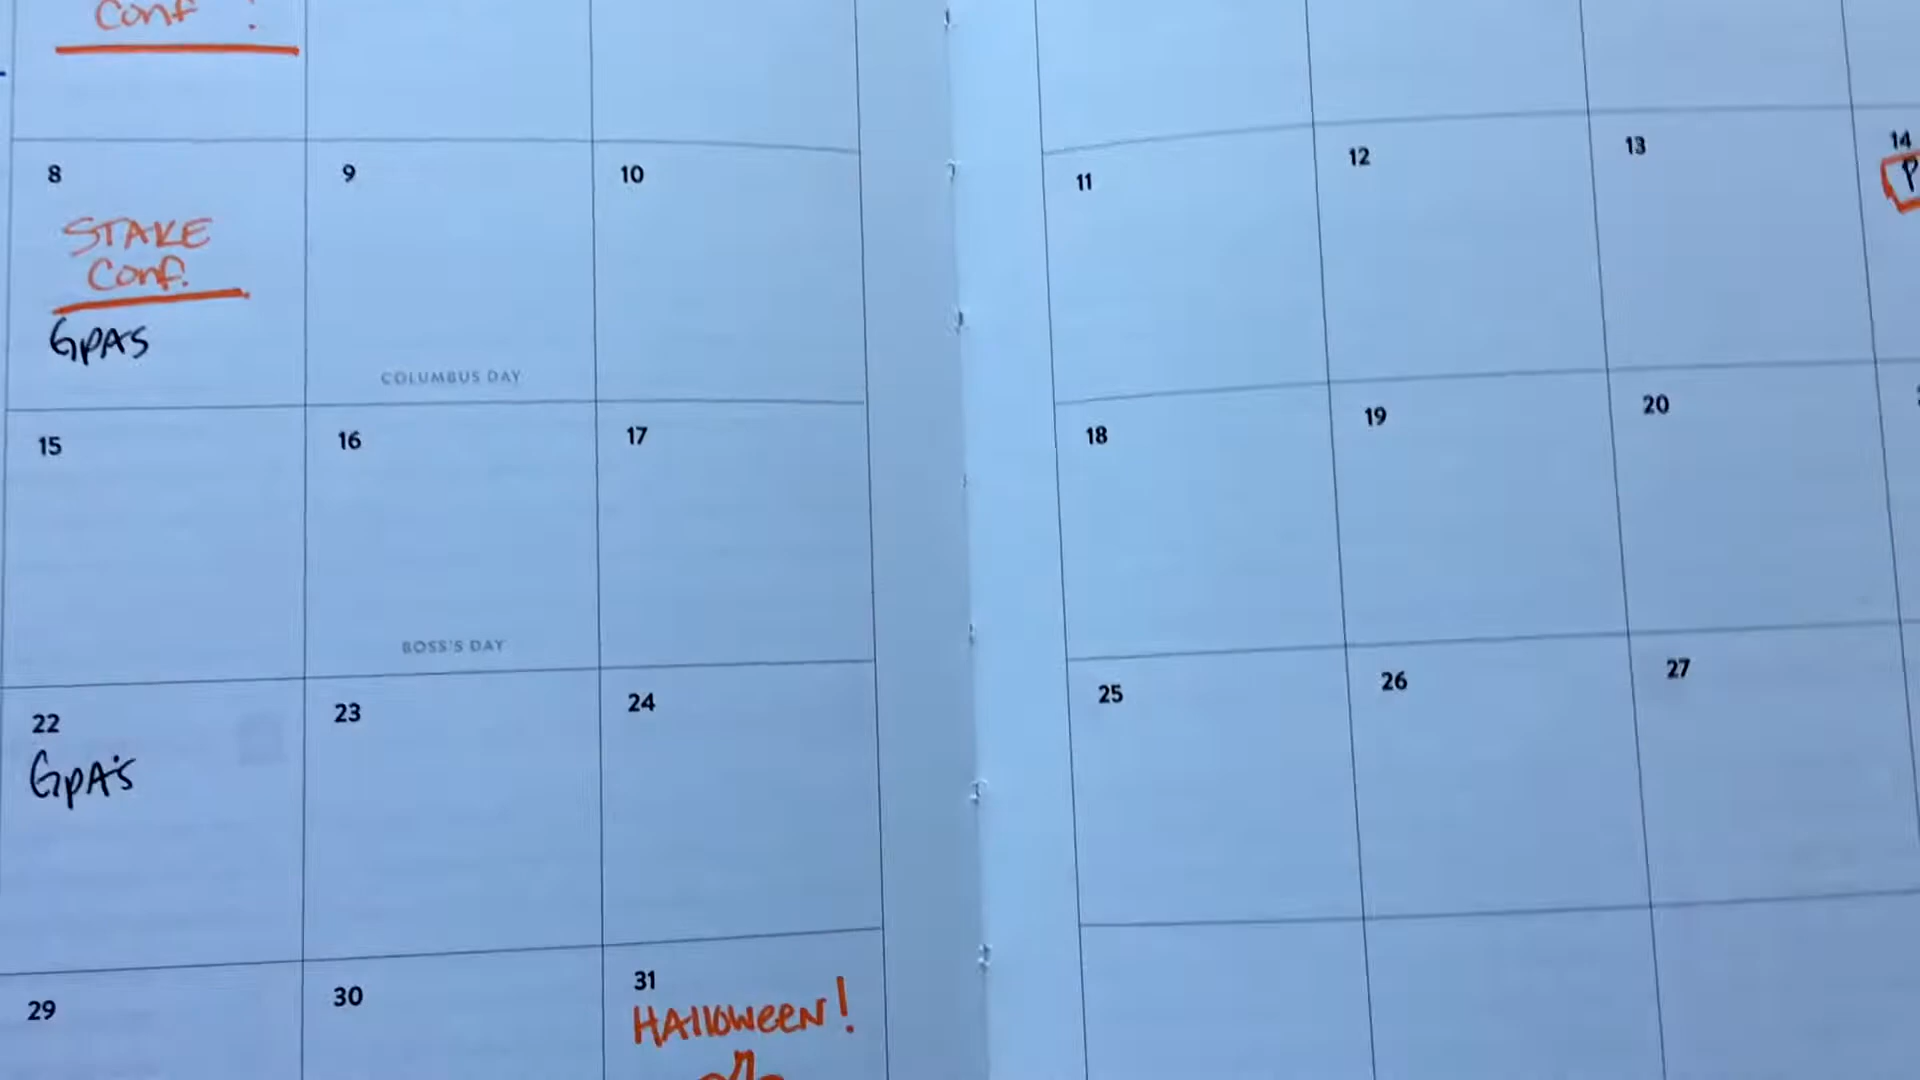 Conf !
8
STAKE
Conf.
GPA'S
9
COLUMBUS DAY
10
11
12
13
14
P
15
16
BOSS'S DAY
17
18
19
20
22
GPA's
23
24
25
26
27
29
30
31
HALLOWEEN!